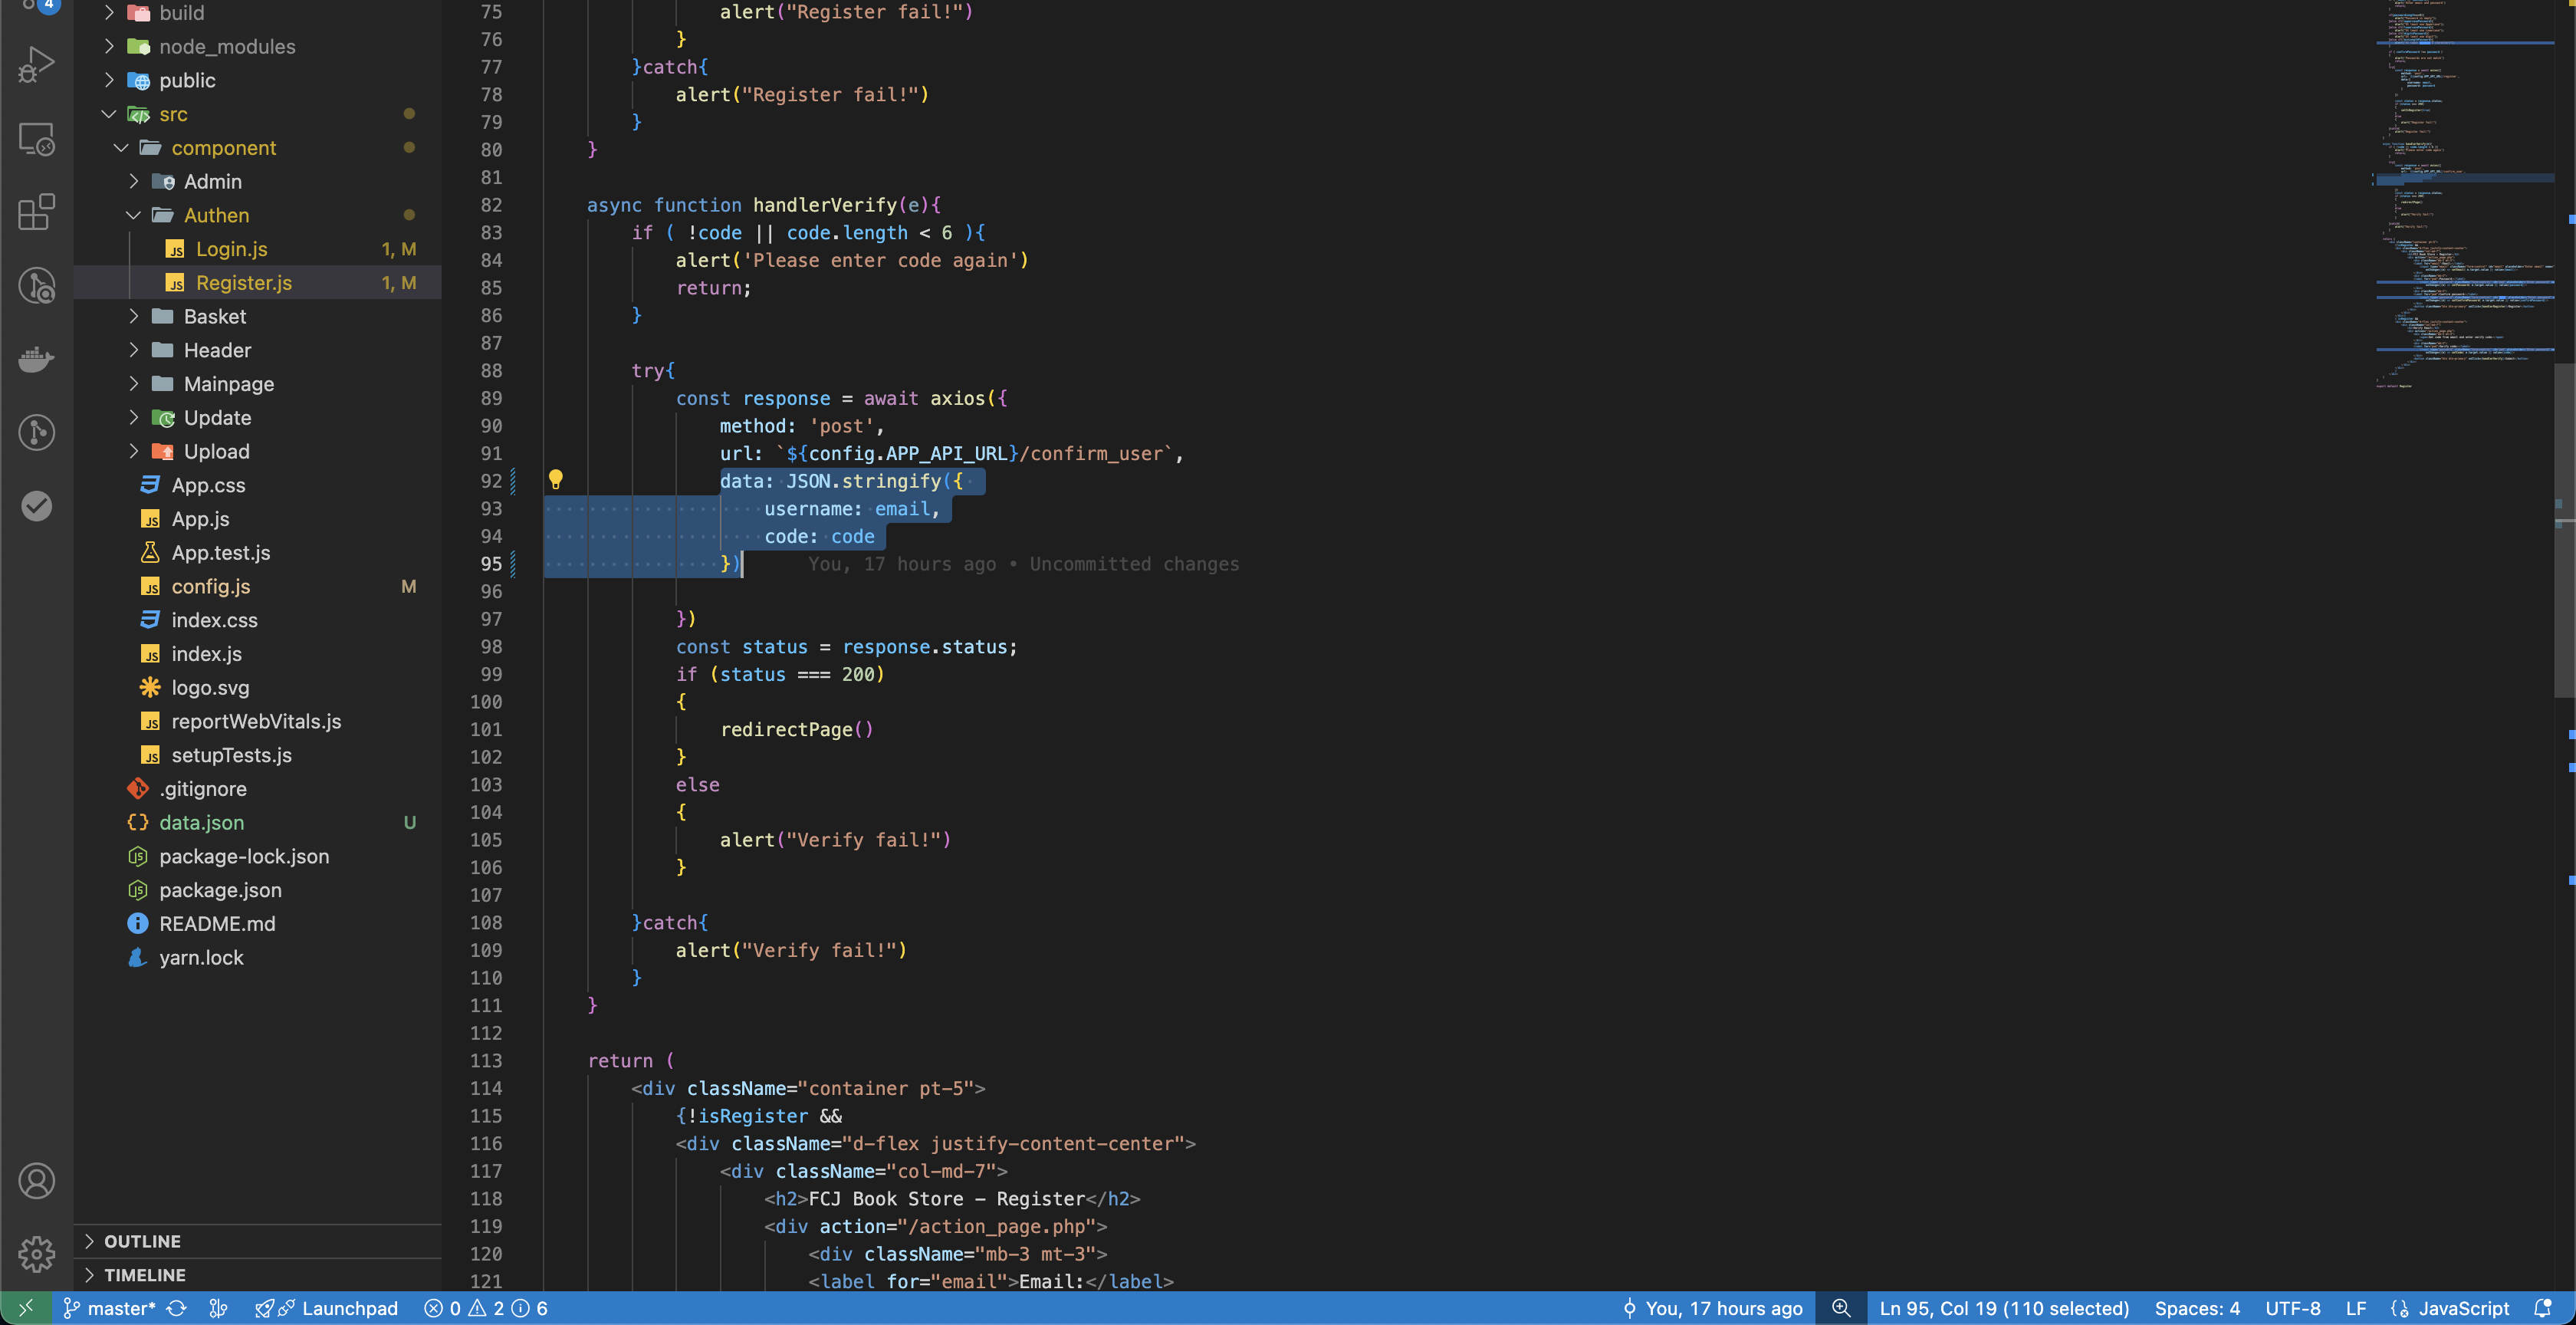 4
build
node_modules
public
src
component
Admin
Authen
Login.js 1, M
Register.js 1, M
Basket
Header
Mainpage
Update
Upload
App.css
App.js
App.test.js
config.js M
index.css
index.js
logo.svg
reportWebVitals.js
setupTests.js
.gitignore
data.json U
package-lock.json
package.json
README.md
yarn.lock
OUTLINE
TIMELINE
75 alert("Register fail!")
76 }
77 }catch{
78 alert("Register fail!")
79 }
80 }
81
82 async function handlerVerify(e){
83 if ( !code || code.length < 6 ){
84 alert('Please enter code again')
85 return;
86 }
87
88 try{
89 const response = await axios({
90 method: 'post',
91 url: `${config.APP_API_URL}/confirm_user`,
92 data: JSON.stringify({
93 username: email,
94 code: code
95 }) You, 17 hours ago • Uncommitted changes
96
97 })
98 const status = response.status;
99 if (status === 200)
100 {
101 redirectPage()
102 }
103 else
104 {
105 alert("Verify fail!")
106 }
107
108 }catch{
109 alert("Verify fail!")
110 }
111 }
112
113 return (
114 <div className="container pt-5">
115 {!isRegister &&
116 <div className="d-flex justify-content-center">
117 <div className="col-md-7">
118 <h2>FCJ Book Store - Register</h2>
119 <div action="/action_page.php">
120 <div className="mb-3 mt-3">
121 <label for="email">Email:</label>
master* Launchpad 0 2 6 You, 17 hours ago Ln 95, Col 19 (110 selected) Spaces: 4 UTF-8 LF JavaScript